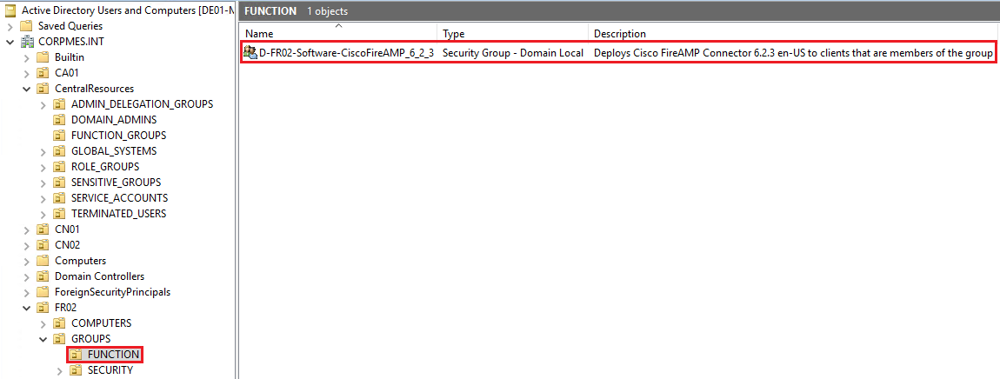 Active Directory Users and Computers [DE01-M
Saved Queries
CORPMES.INT
Builtin
CA01
CentralResources
ADMIN_DELEGATION_GROUPS
DOMAIN_ADMINS
FUNCTION_GROUPS
GLOBAL_SYSTEMS
ROLE_GROUPS
SENSITIVE_GROUPS
SERVICE_ACCOUNTS
TERMINATED_USERS
CN01
CN02
Computers
Domain Controllers
ForeignSecurityPrincipals
FR02
COMPUTERS
GROUPS
FUNCTION
SECURITY
FUNCTION 1 objects
Name Type Description
D-FR02-Software-CiscoFireAMP_6_2_3 Security Group - Domain Local Deploys Cisco FireAMP Connector 6.2.3 en-US to clients that are members of the group